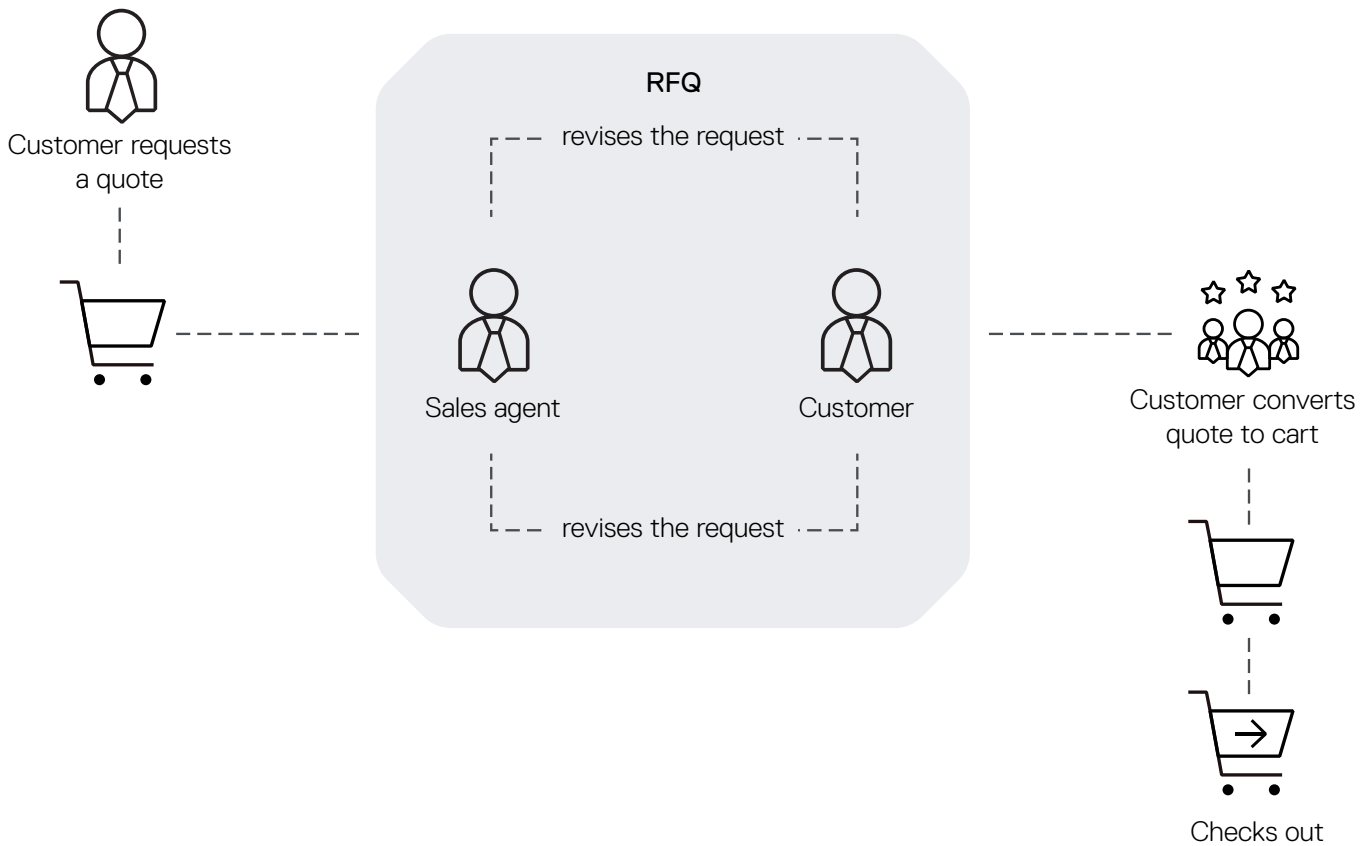 Customer requests
a quote
RFQ
revises the request
Sales agent
Customer
revises the request
Customer converts
quote to cart
Checks out